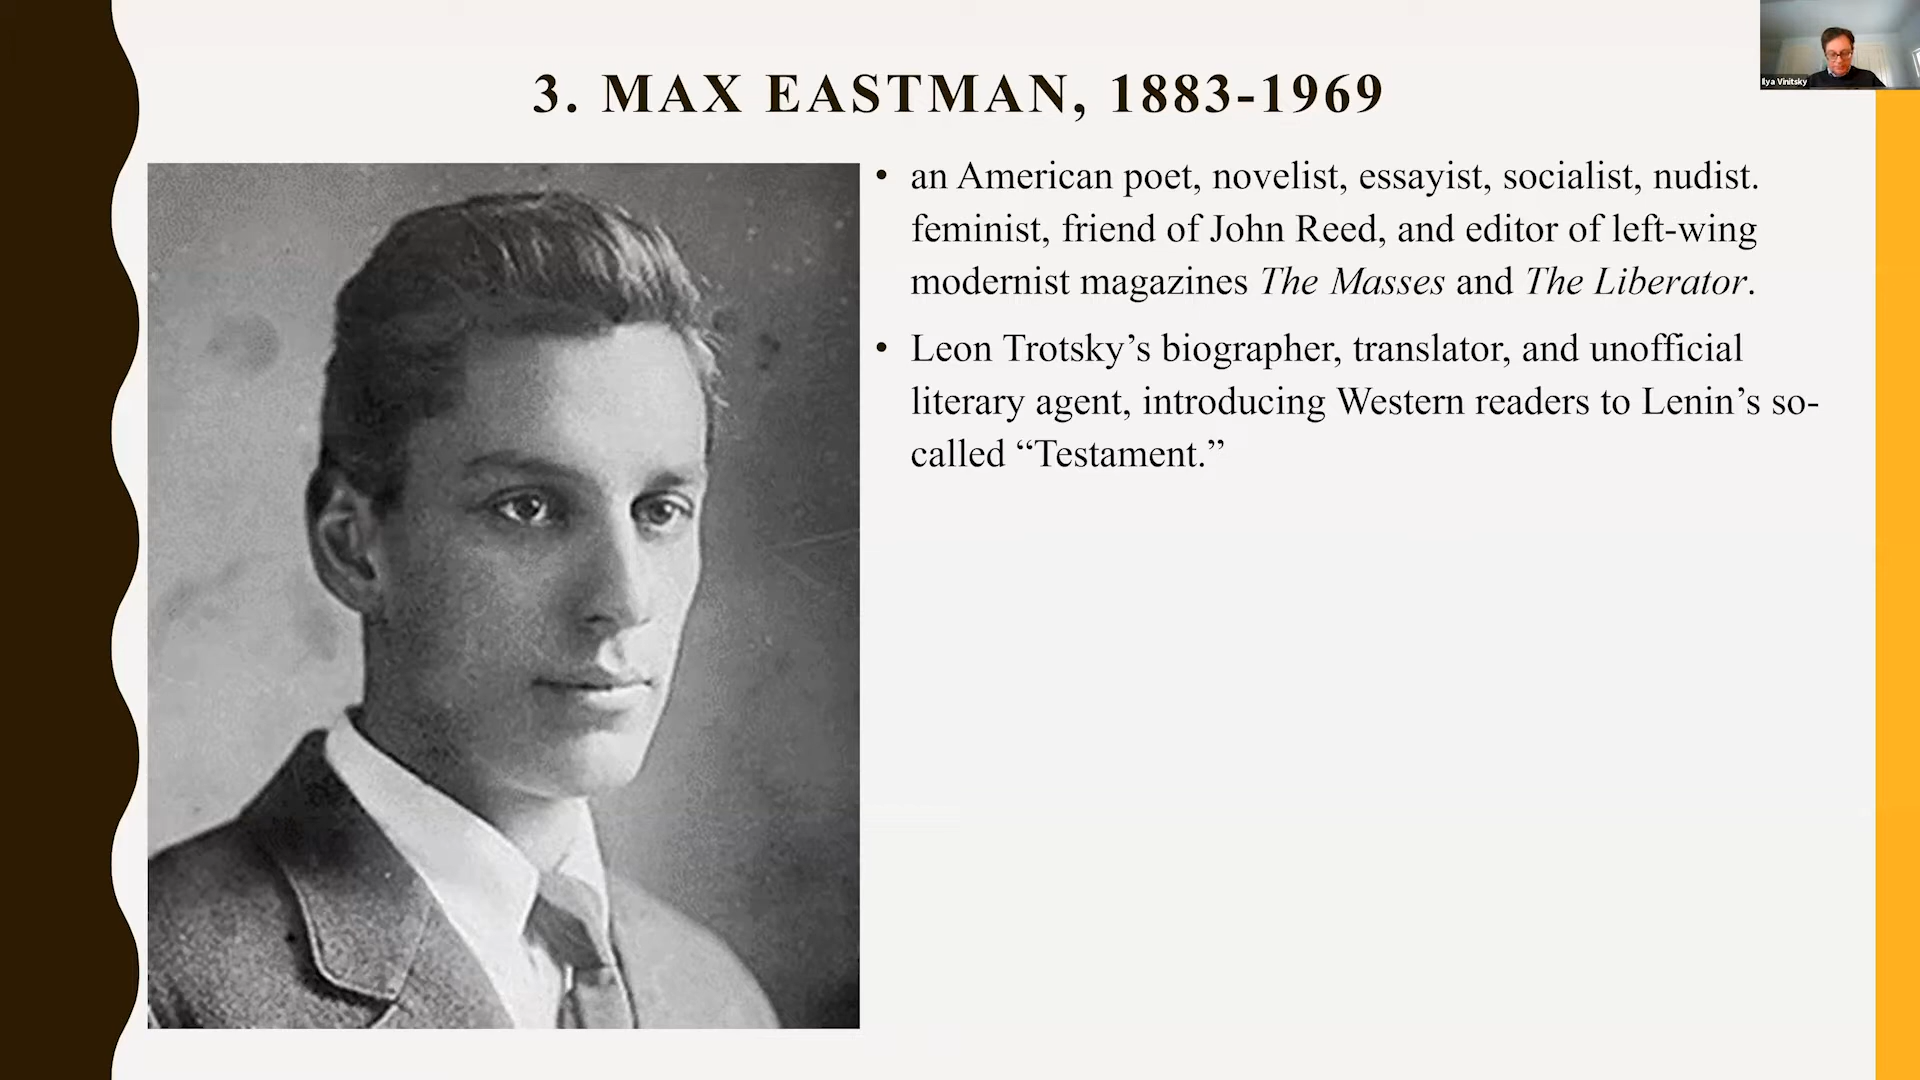 3. MAX EASTMAN, 1883-1969
Ilya Vinitsky
• an American poet, novelist, essayist, socialist, nudist.
feminist, friend of John Reed, and editor of left-wing
modernist magazines The Masses and The Liberator.
• Leon Trotsky’s biographer, translator, and unofficial
literary agent, introducing Western readers to Lenin’s so-
called “Testament.”